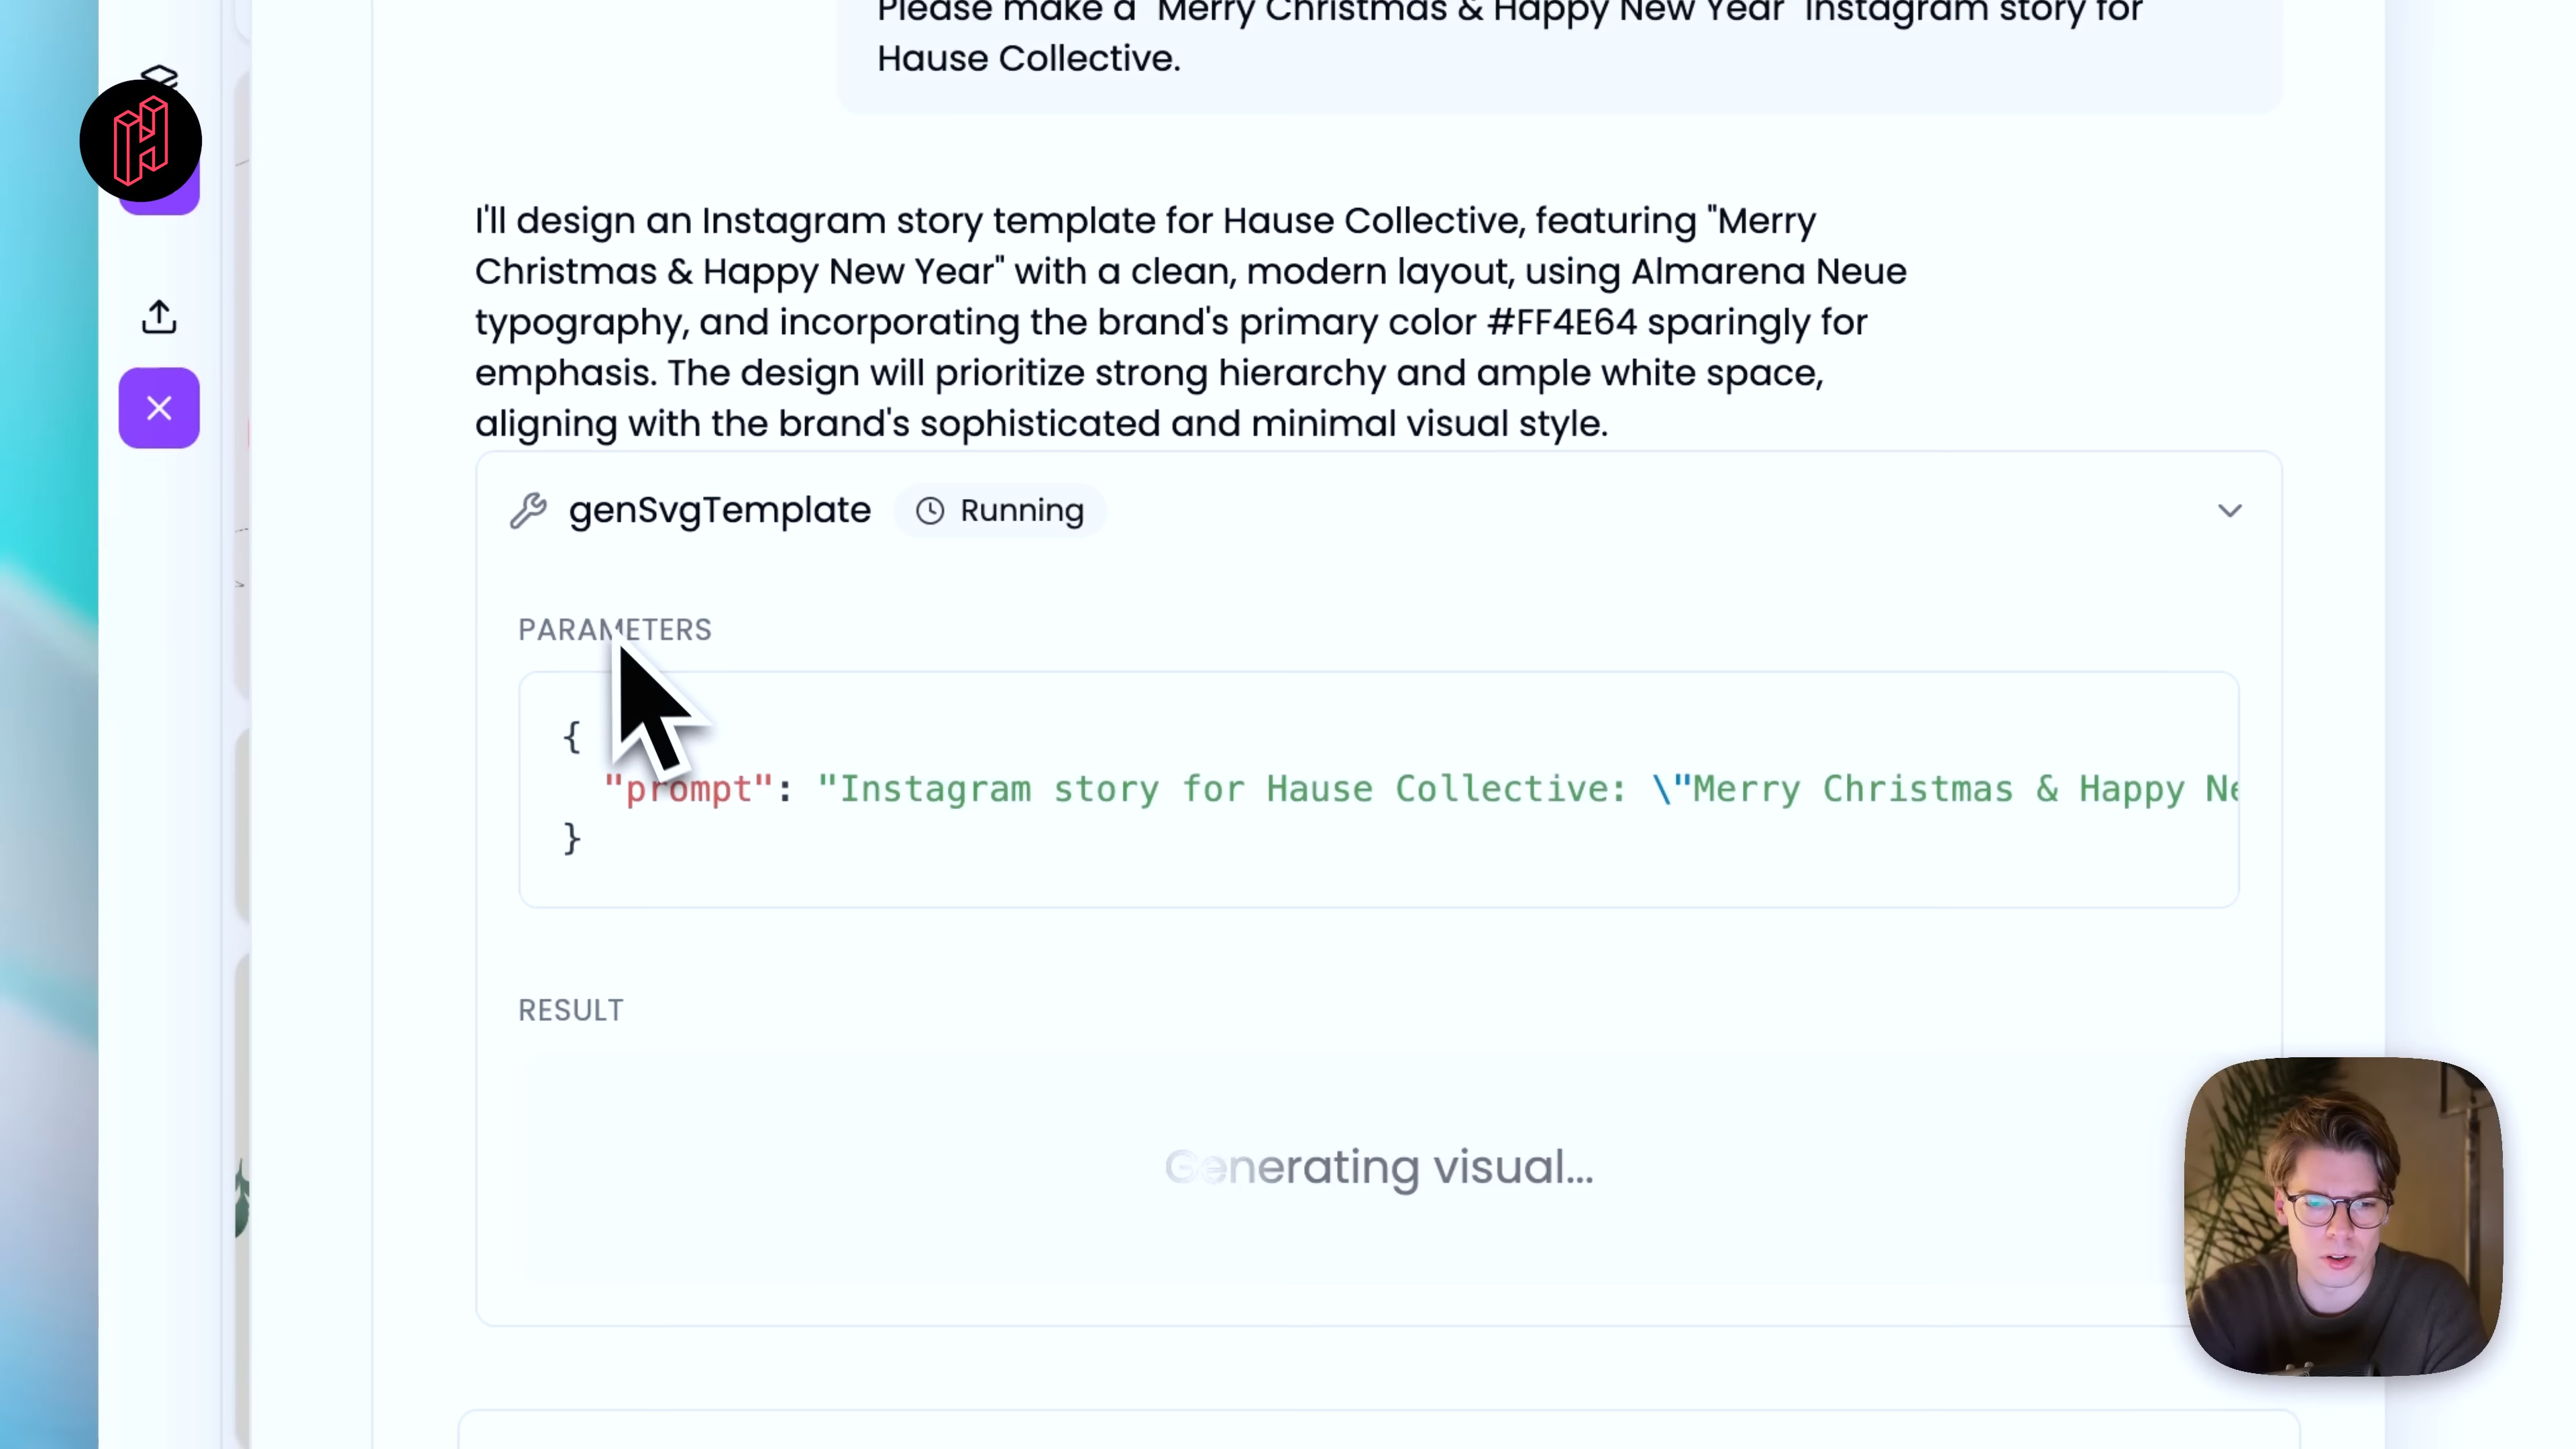 Please make a "Merry Christmas & Happy New Year" Instagram story for
Hause Collective.
I'll design an Instagram story template for Hause Collective, featuring "Merry
Christmas & Happy New Year" with a clean, modern layout, using Almarena Neue
typography, and incorporating the brand's primary color #FF4E64 sparingly for
emphasis. The design will prioritize strong hierarchy and ample white space,
aligning with the brand's sophisticated and minimal visual style.
genSvgTemplate Running
PARAMETERS
{
"prompt": "Instagram story for Hause Collective: \"Merry Christmas & Happy Ne
}
RESULT
Generating visual...